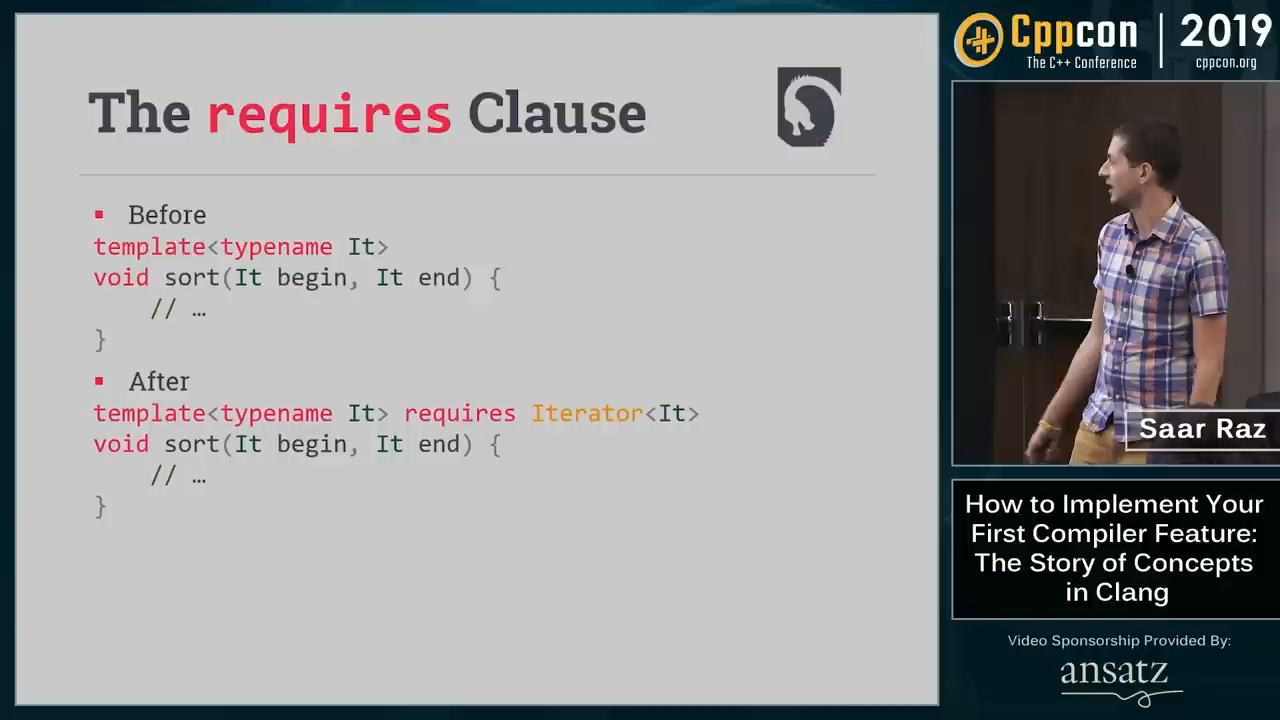 The requires Clause
▪ Before
template<typename It>
void sort(It begin, It end) {
    // …
}
▪ After
template<typename It> requires Iterator<It>
void sort(It begin, It end) {
    // …
}
Cppcon | 2019
The C++ Conference
cppcon.org
Saar Raz
How to Implement Your
First Compiler Feature:
The Story of Concepts
in Clang
Video Sponsorship Provided By:
ansatz